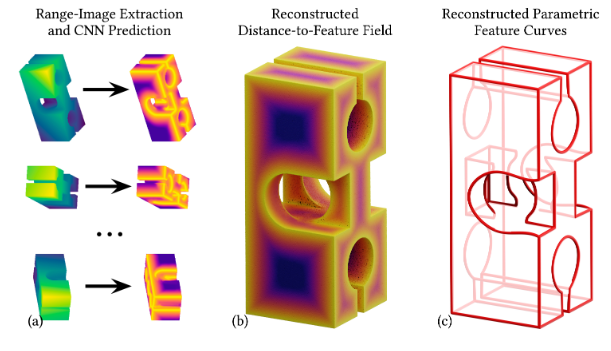 Range-Image Extraction
and CNN Prediction
Reconstructed
Distance-to-Feature Field
Reconstructed Parametric
Feature Curves
(a)
(b)
(c)